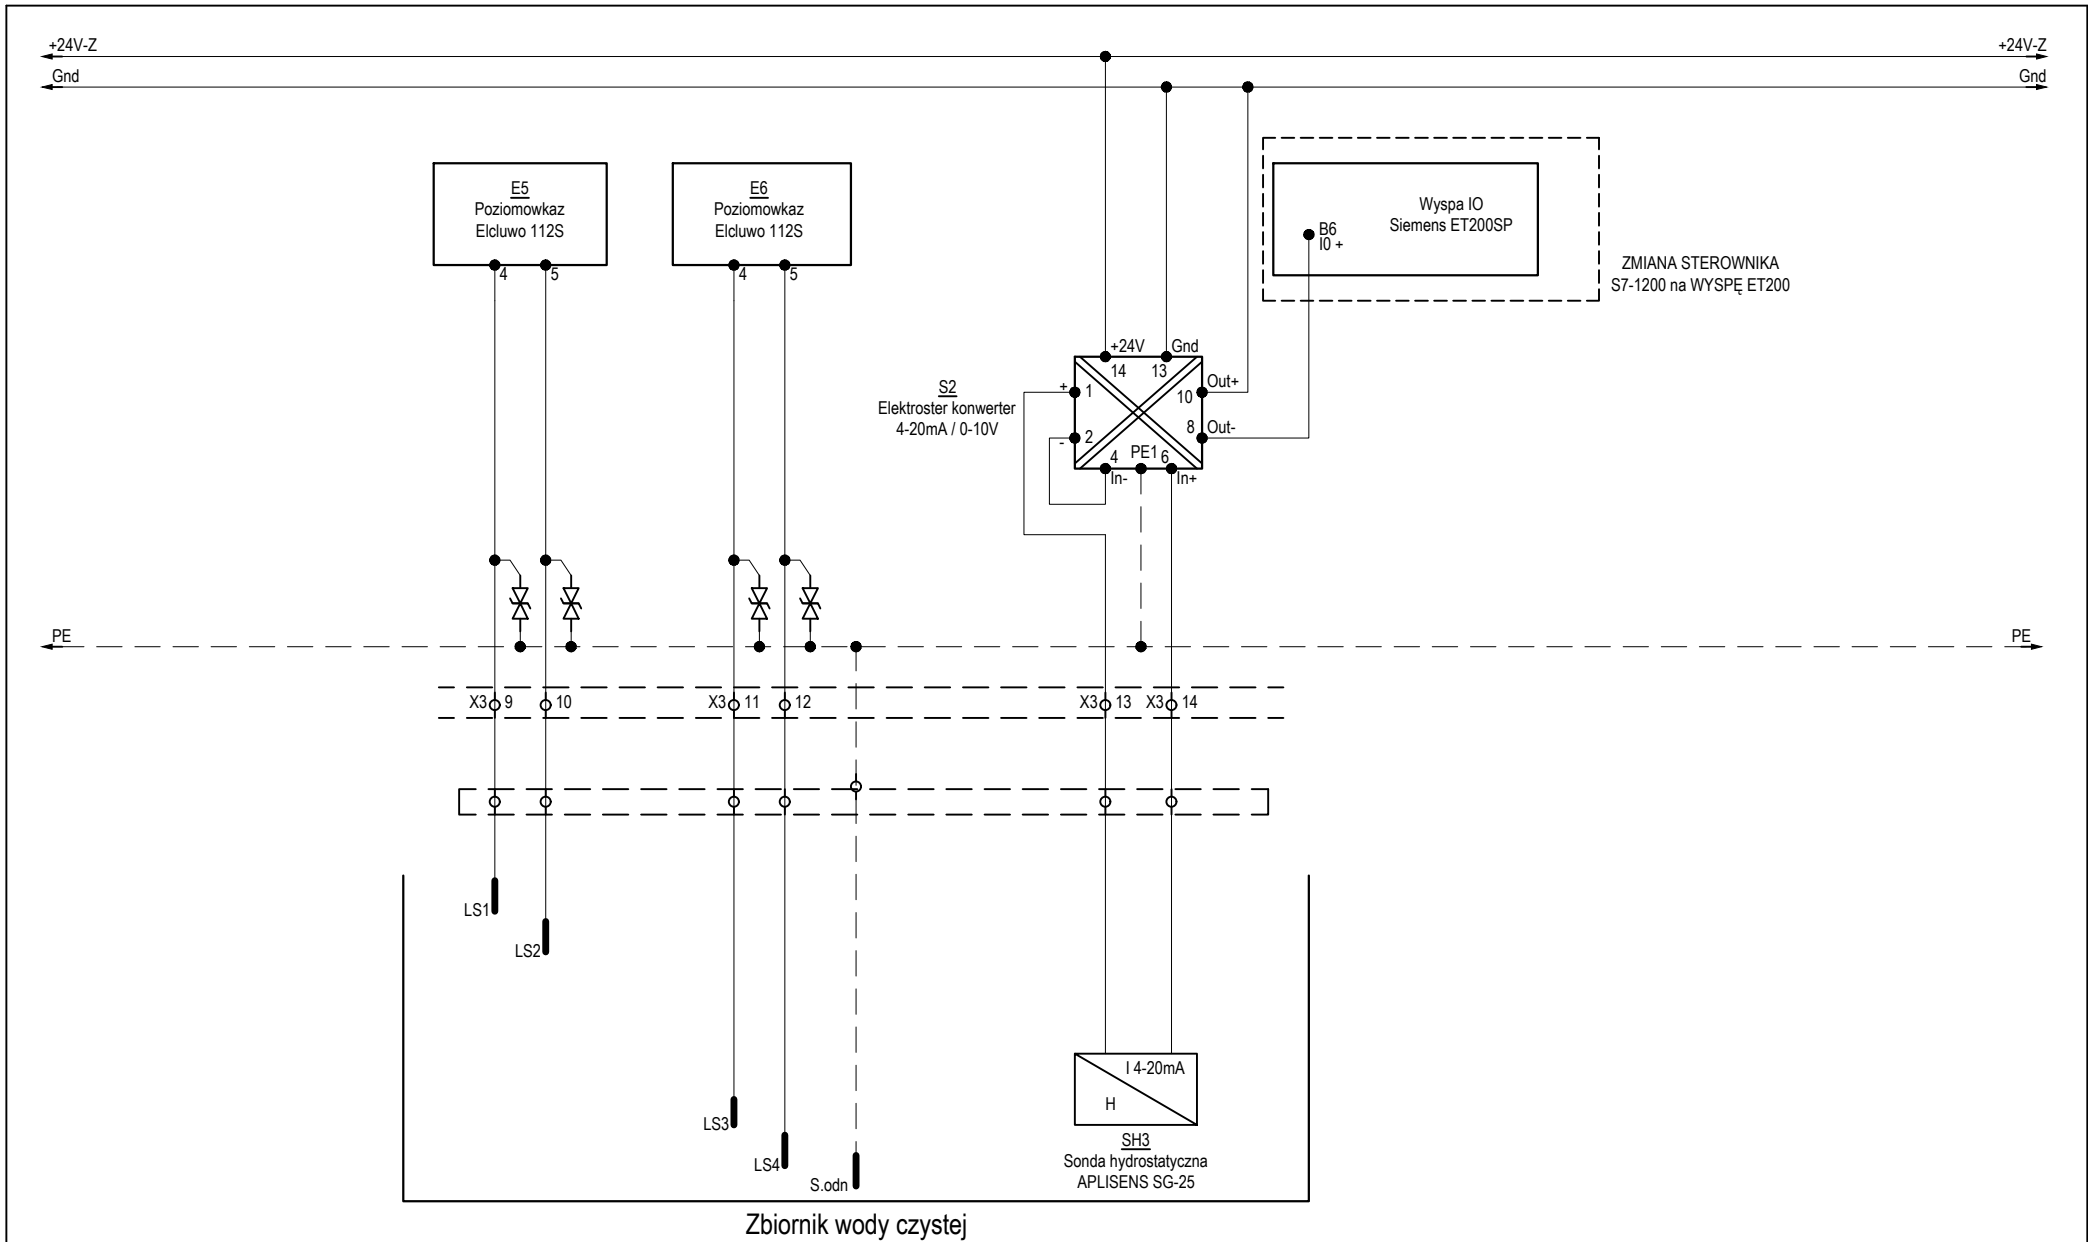 +24V-Z
+24V-Z
Gnd
Gnd
E5
Poziomowkaz
Elcluwo 112S
4
5
E6
Poziomowkaz
Elcluwo 112S
4
5
Wyspa IO
Siemens ET200SP
B6
I0 +
ZMIANA STEROWNIKA
S7-1200 na WYSPĘ ET200
S2
Elektroster konwerter
4-20mA / 0-10V
+24V
Gnd
14
13
+
1
10
Out+
-
2
8
Out-
4
PE1
6
In-
In+
PE
PE
X3
9
10
X3
11
12
X3
13
X3
14
LS1
LS2
LS3
LS4
S.odn
I 4-20mA
H
SH3
Sonda hydrostatyczna
APLISENS SG-25
Zbiornik wody czystej